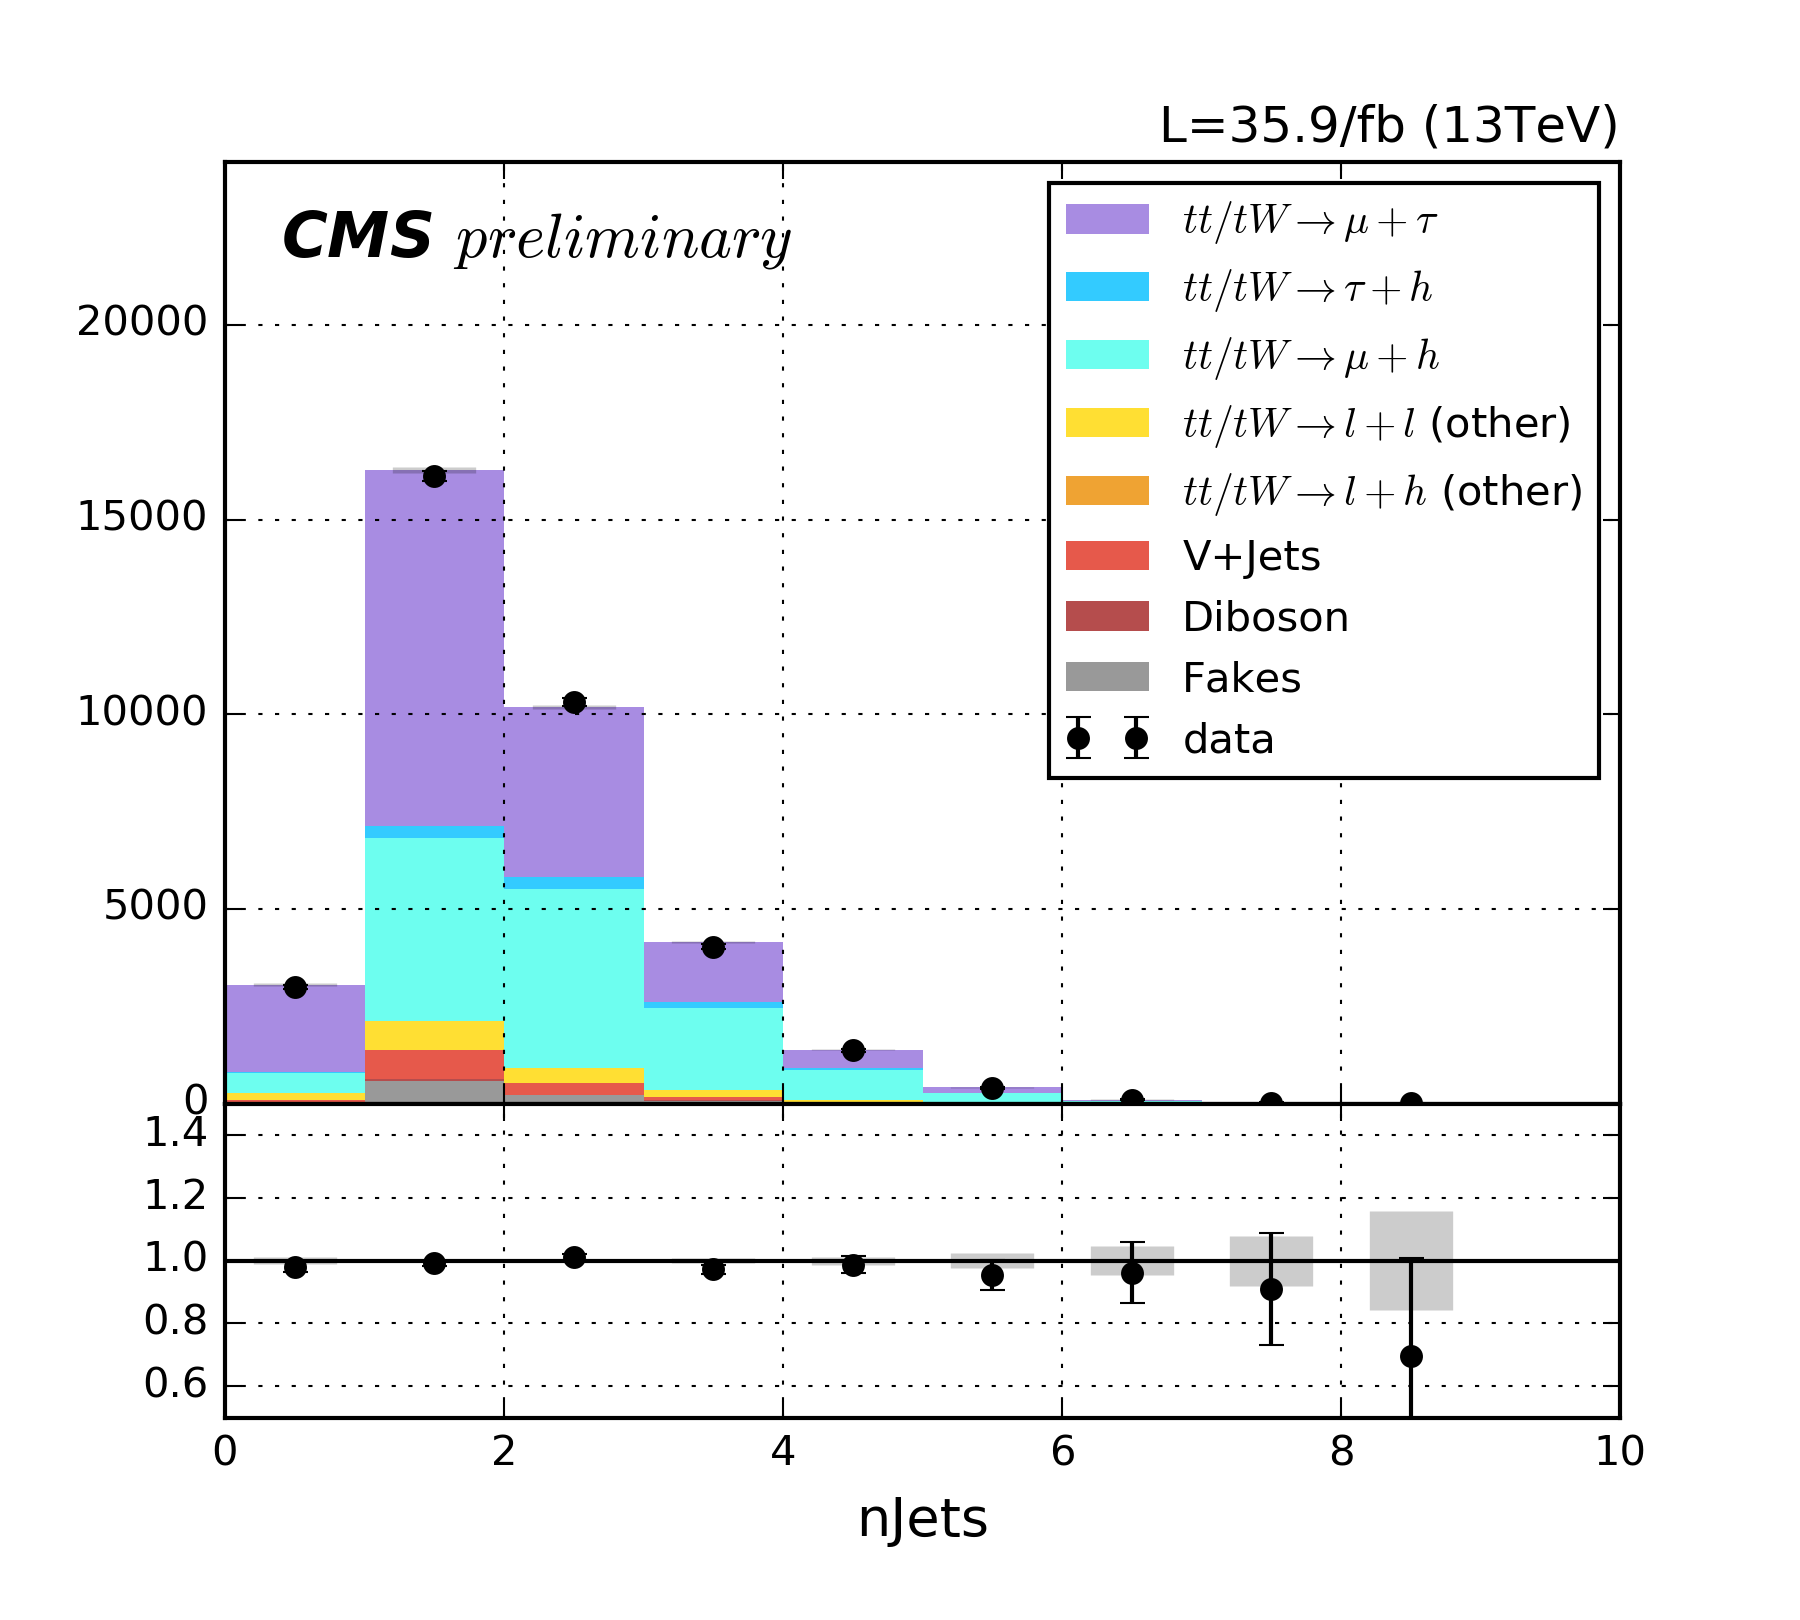 L=35.9/fb (13TeV)
CMS preliminary
tt/tW → μ + τ
tt/tW → τ + h
tt/tW → μ + h
tt/tW → l + l (other)
tt/tW → l + h (other)
V+Jets
Diboson
Fakes
data
20000
15000
10000
5000
0
1.4
1.2
1.0
0.8
0.6
0 2 4 6 8 10
nJets